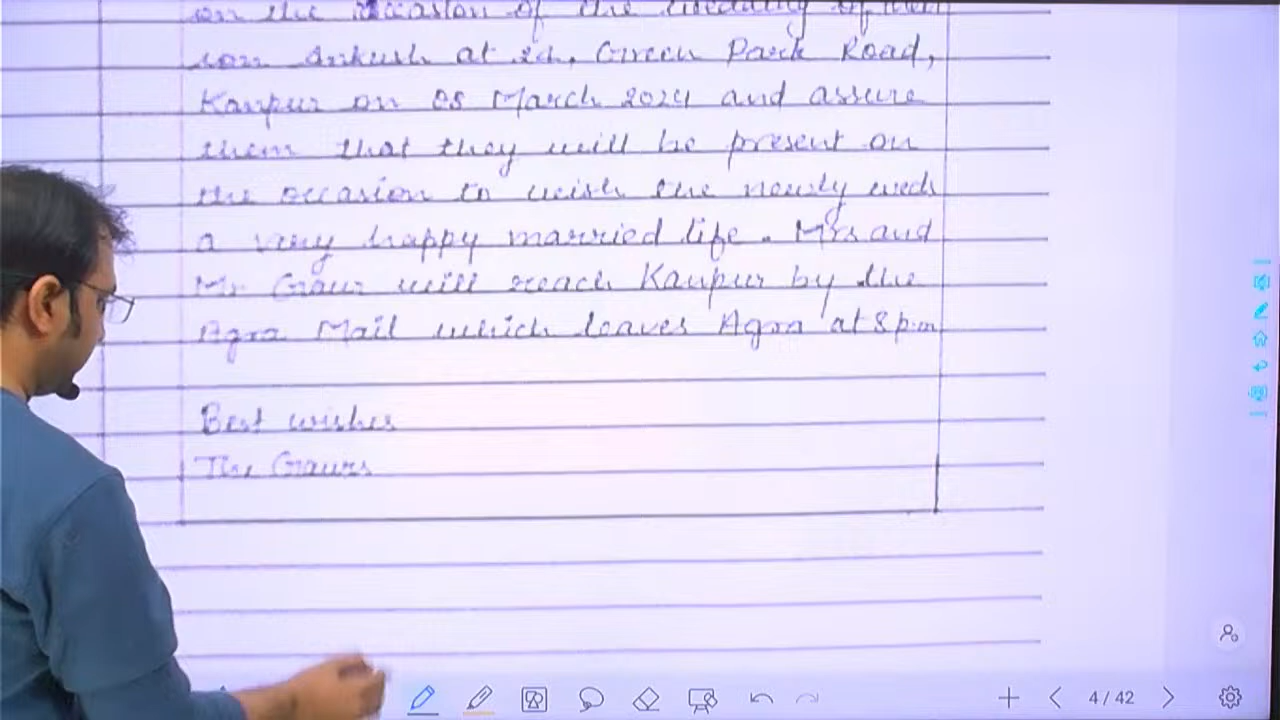 on the occasion of the wedding of their
son Ankush at 2d, Green Park Road,
Kanpur on 05 March 2024 and assure
them that they will be present on
the occasion to wish the newly weds
a very happy married life. Mrs and
Mr Gaur will reach Kanpur by the
Agra Mail which leaves Agra at 8 p.m
Best wishes
The Gaurs
4 / 42